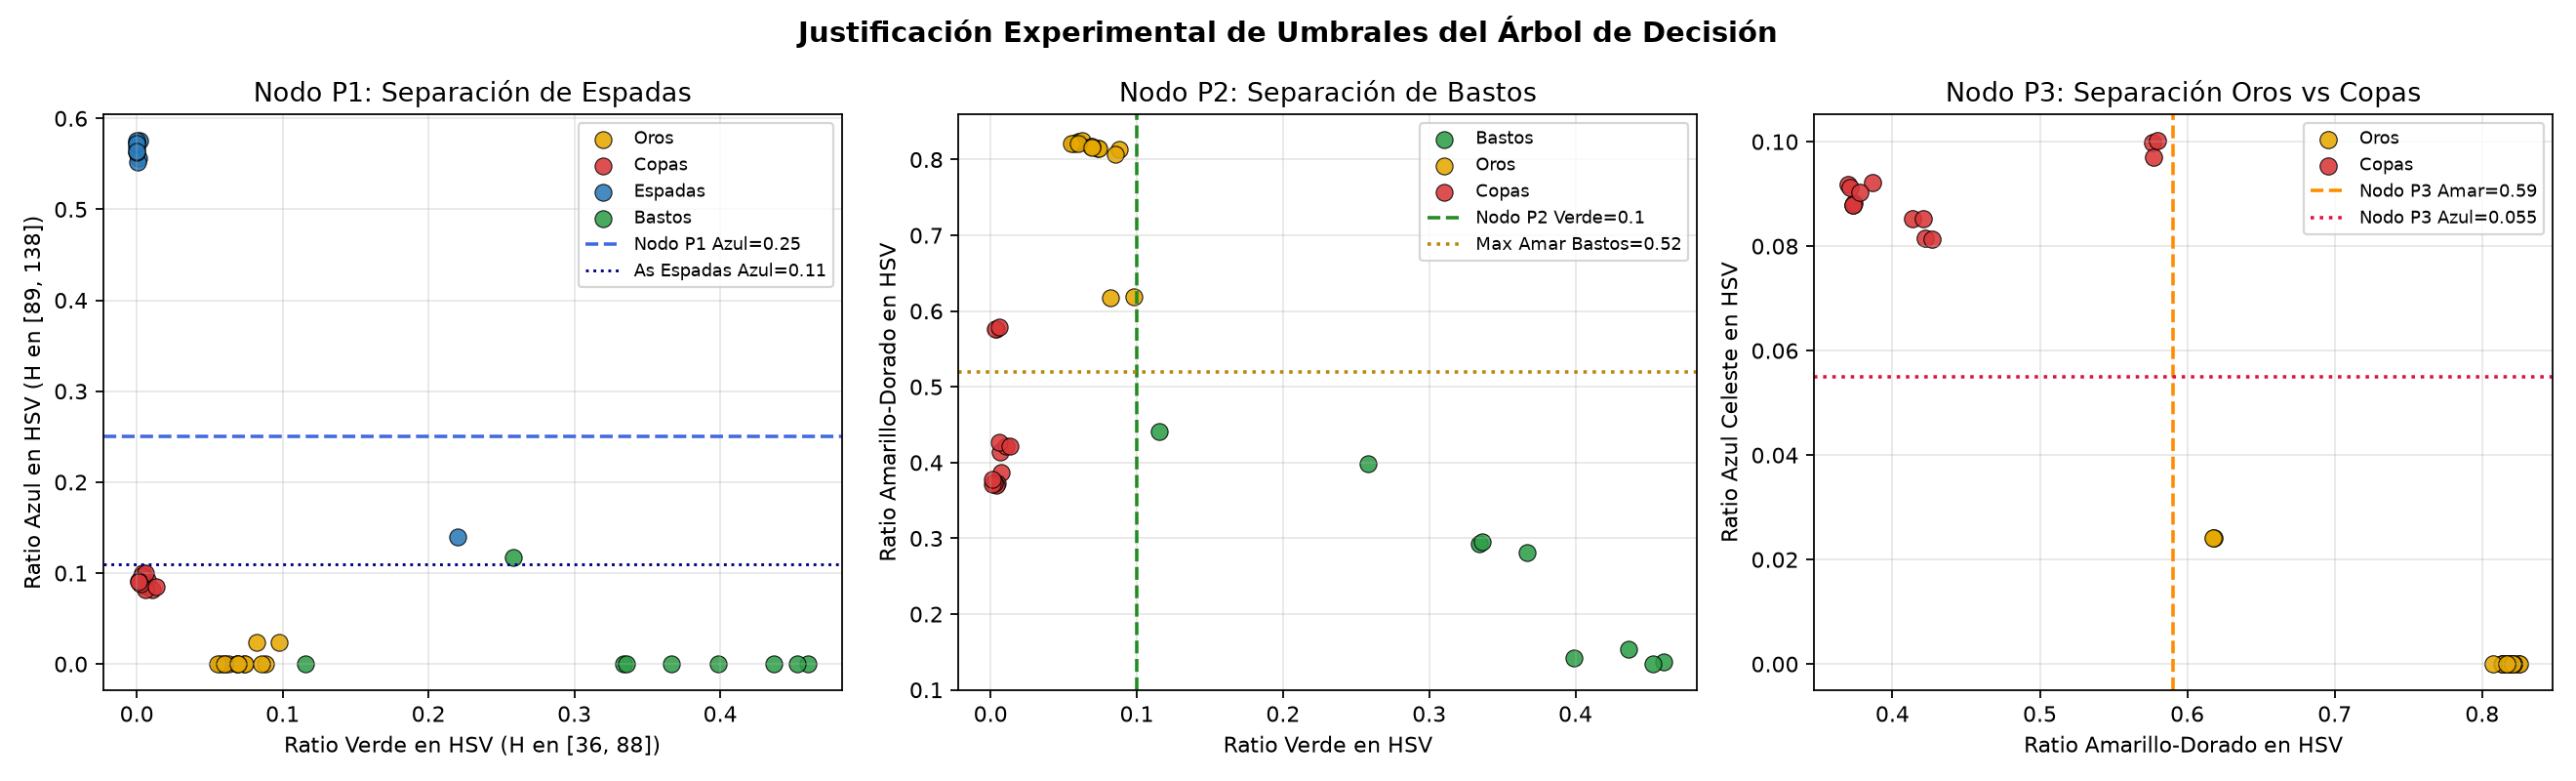 Justificación Experimental de Umbrales del Árbol de Decisión
Nodo P1: Separación de Espadas
Ratio Azul en HSV (H en [89, 138])
0.6
0.5
0.4
0.3
0.2
0.1
0.0
Oros
Copas
Espadas
Bastos
Nodo P1 Azul=0.25
As Espadas Azul=0.11
0.0 0.1 0.2 0.3 0.4
Ratio Verde en HSV (H en [36, 88])
Nodo P2: Separación de Bastos
Ratio Amarillo-Dorado en HSV
0.8
0.7
0.6
0.5
0.4
0.3
0.2
0.1
Bastos
Oros
Copas
Nodo P2 Verde=0.1
Max Amar Bastos=0.52
0.0 0.1 0.2 0.3 0.4
Ratio Verde en HSV
Nodo P3: Separación Oros vs Copas
Ratio Azul Celeste en HSV
0.10
0.08
0.06
0.04
0.02
0.00
Oros
Copas
Nodo P3 Amar=0.59
Nodo P3 Azul=0.055
0.4 0.5 0.6 0.7 0.8
Ratio Amarillo-Dorado en HSV